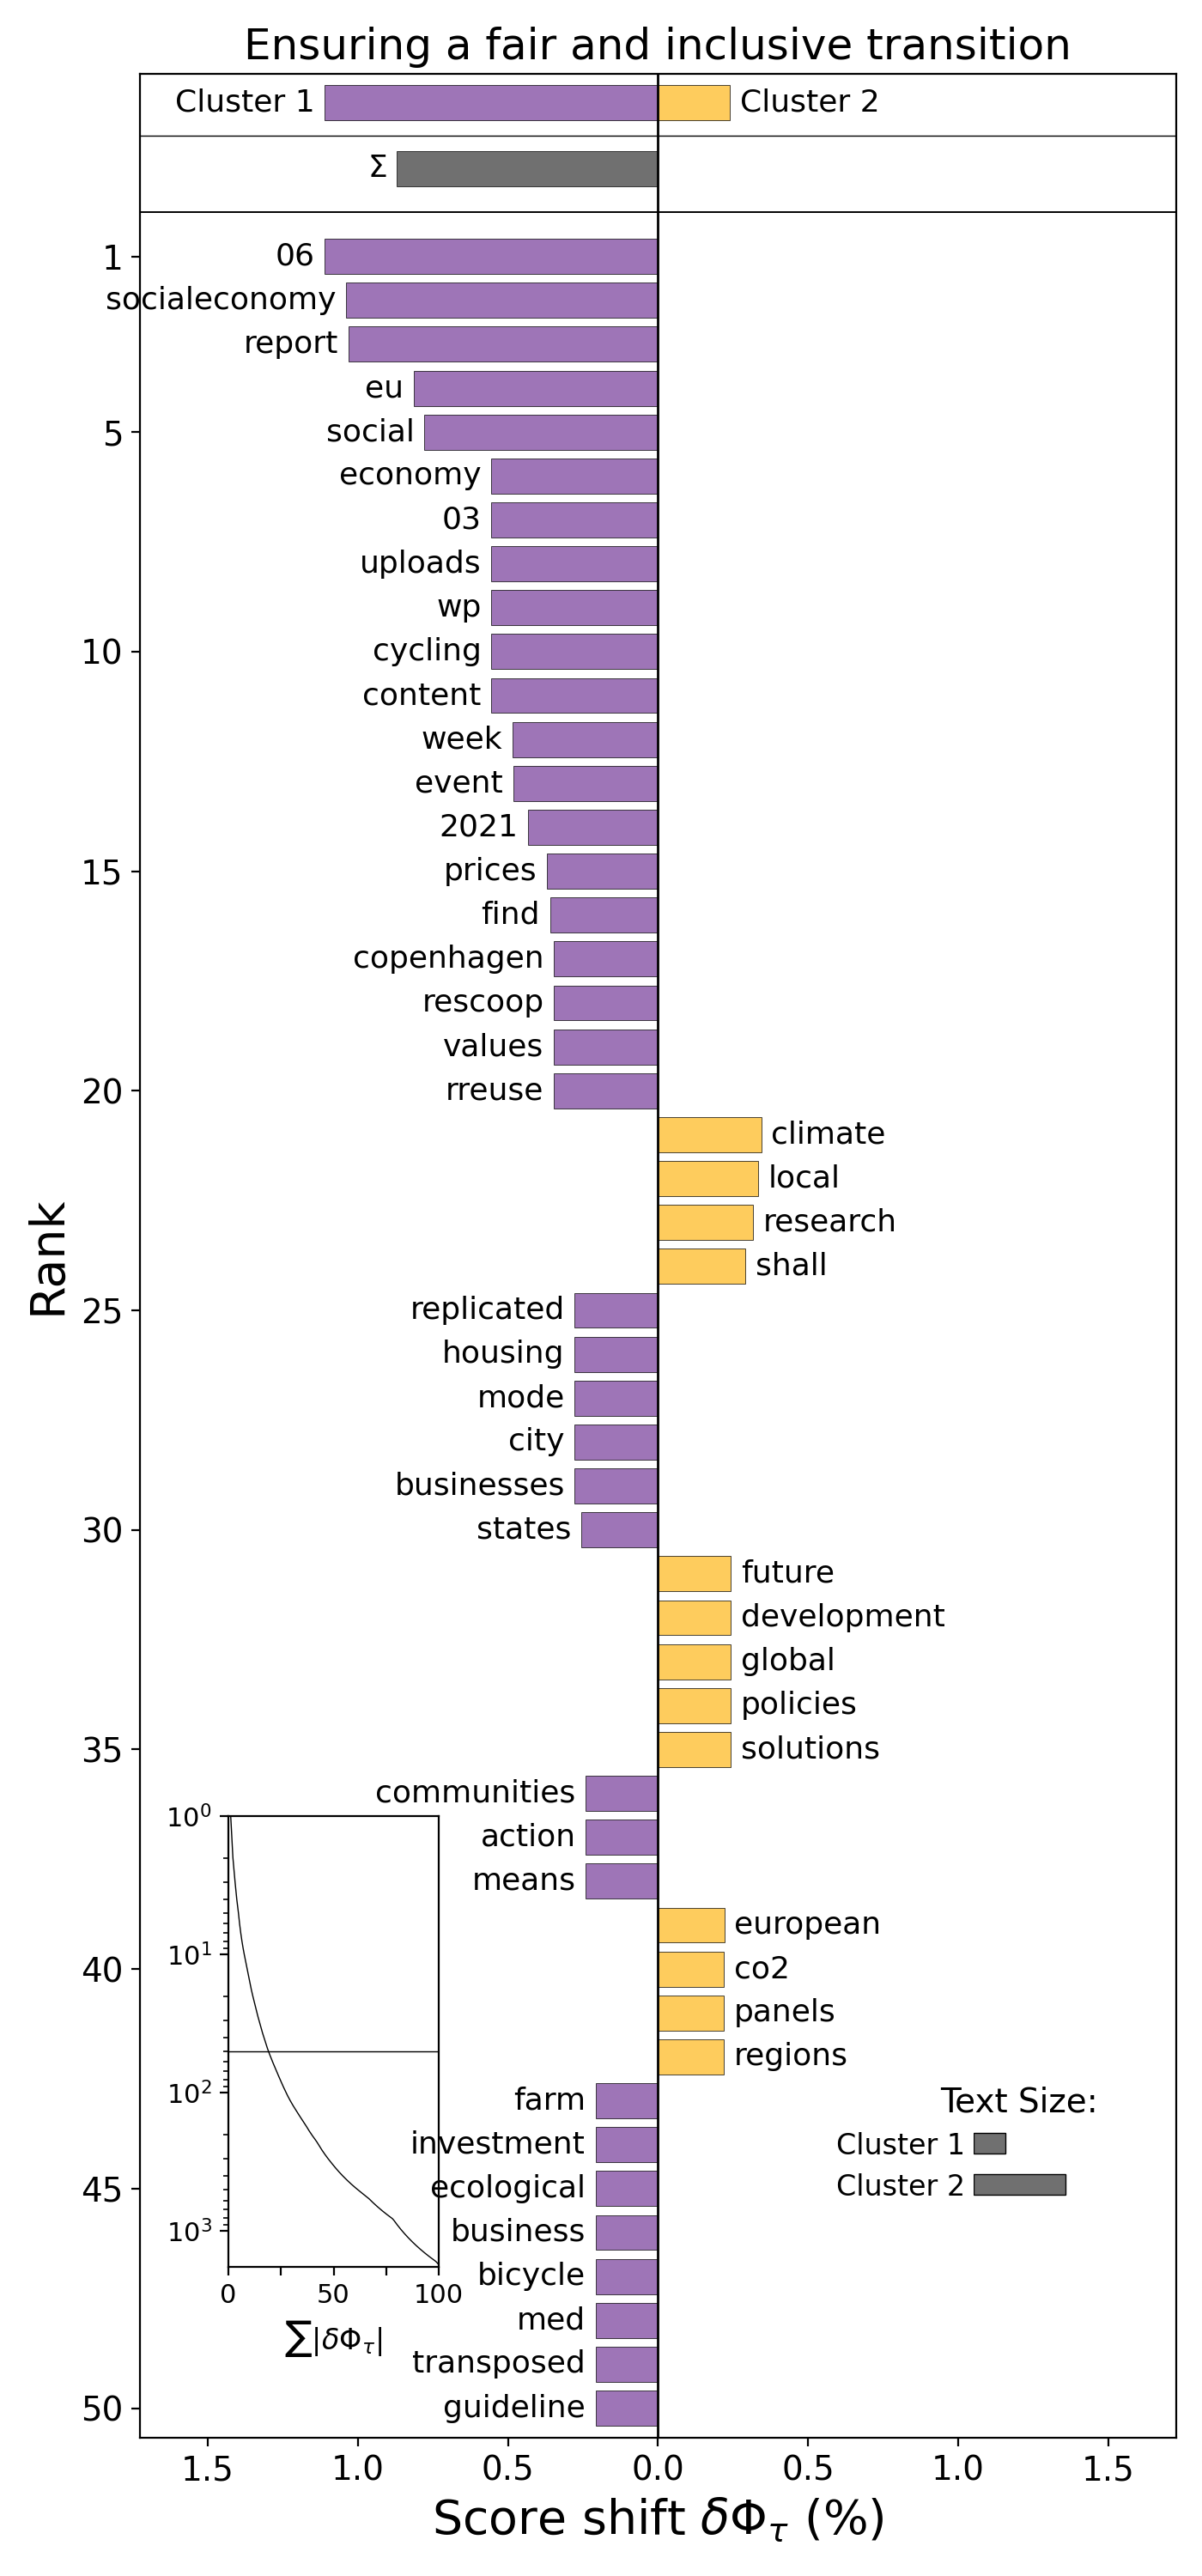 Ensuring a fair and inclusive transition
Cluster 1 Cluster 2
Σ
1 06
socialeconomy
report
eu
5 social
economy
03
uploads
wp
10 cycling
content
week
event
2021
15 prices
find
copenhagen
rescoop
values
20 rreuse
climate
local
research
shall
25 replicated
housing
mode
city
businesses
30 states
future
development
global
policies
35 solutions
communities
action
means
european
40 co2
panels
regions
farm
investment
45 ecological
business
bicycle
med
transposed
50 guideline
Rank
10⁰
10¹
10²
10³
0 50 100
∑|δΦ_τ|
Text Size:
Cluster 1
Cluster 2
1.5 1.0 0.5 0.0 0.5 1.0 1.5
Score shift δΦ_τ (%)